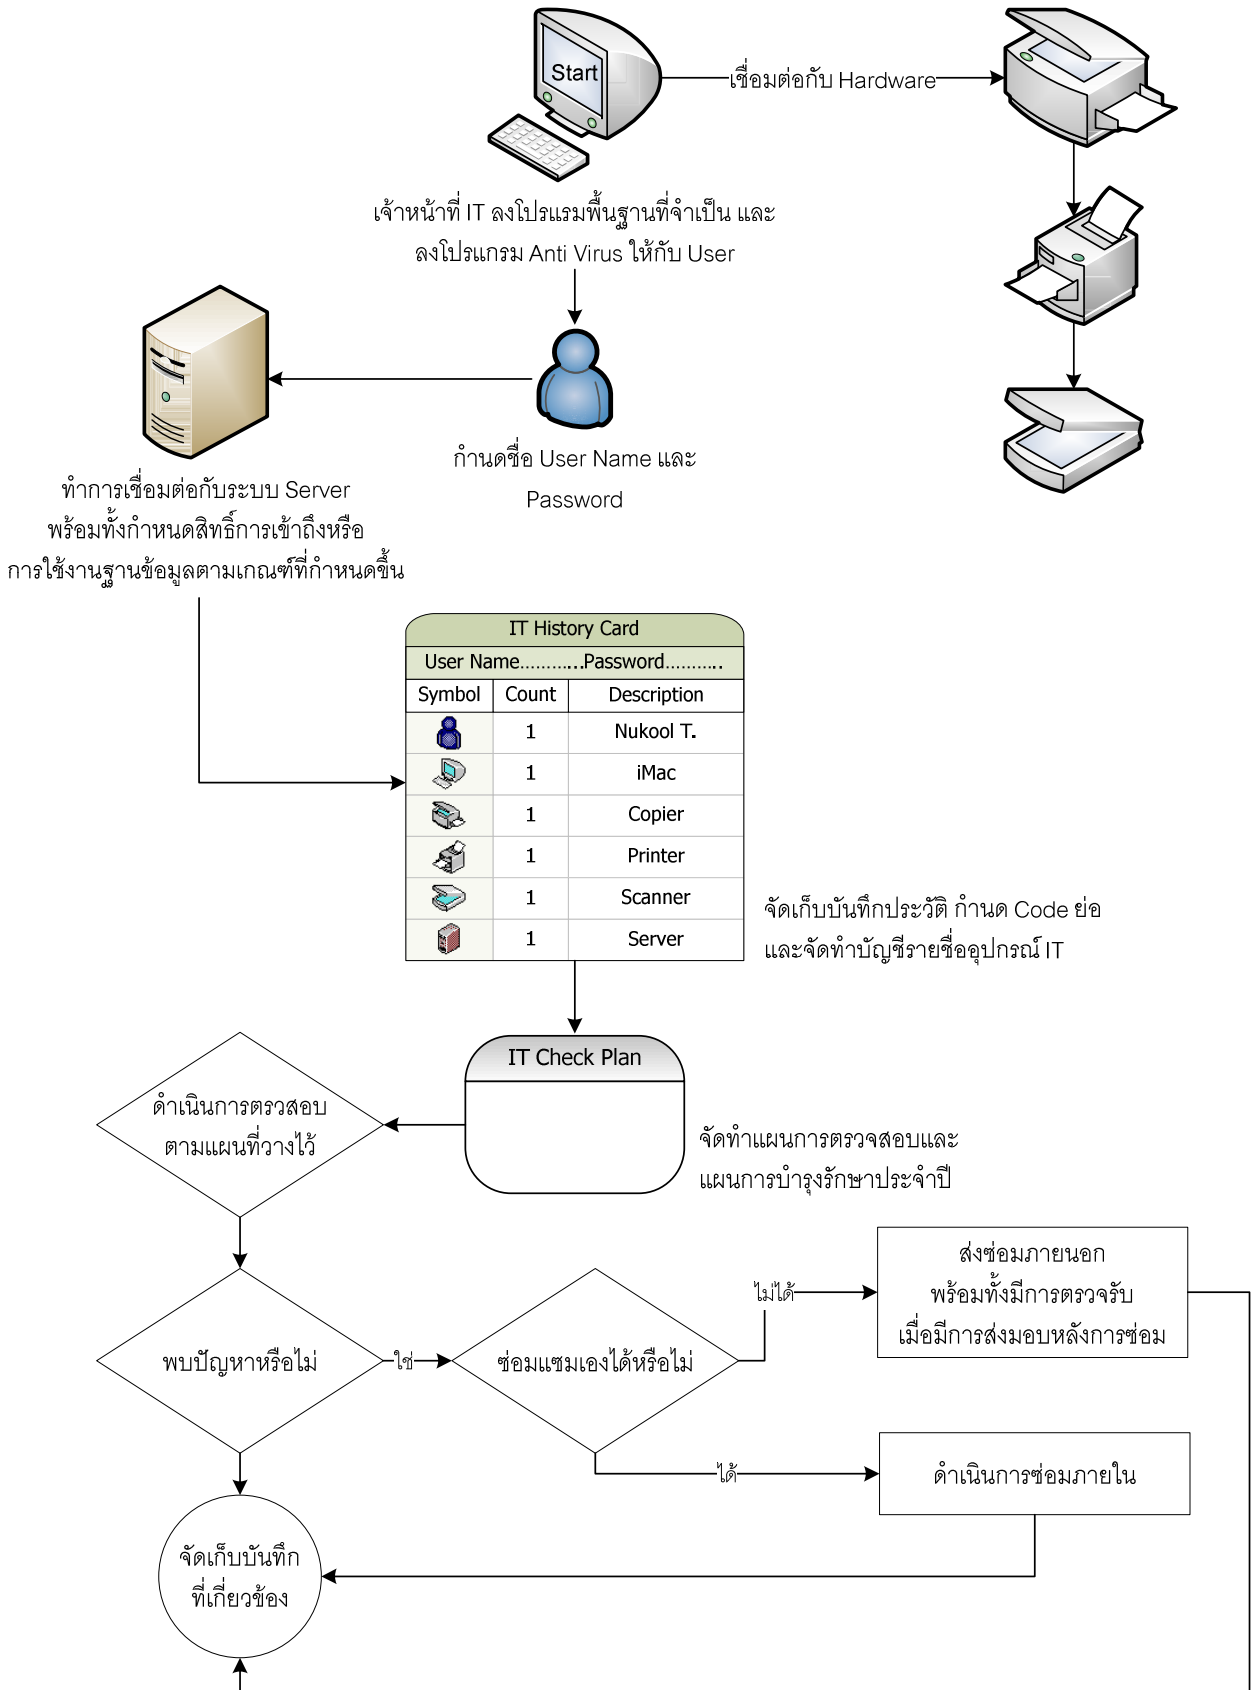 Start
เชื่อมต่อกับ Hardware
เจ้าหน้าที่ IT ลงโปรแรมพื้นฐานที่จำเป็น และ
ลงโปรแกรม Anti Virus ให้กับ User
กำนดชื่อ User Name และ
Password
ทำการเชื่อมต่อกับระบบ Server
พร้อมทั้งกำหนดสิทธิ์การเข้าถึงหรือ
การใช้งานฐานข้อมูลตามเกณฑ์ที่กำหนดขึ้น
IT History Card
User Name..............Password.............
Symbol Count Description
1 Nukool T.
1 iMac
1 Copier
1 Printer
1 Scanner
1 Server
จัดเก็บบันทึกประวัติ กำนด Code ย่อ
และจัดทำบัญชีรายชื่ออุปกรณ์ IT
IT Check Plan
จัดทำแผนการตรวจสอบและ
แผนการบำรุงรักษาประจำปี
ดำเนินการตรวสอบ
ตามแผนที่วางไว้
พบปัญหาหรือไม่
ใช่
ซ่อมแซมเองได้หรือไม่
ไม่ได้
ส่งซ่อมภายนอก
พร้อมทั้งมีการตรวจรับ
เมื่อมีการส่งมอบหลังการซ่อม
ได้
ดำเนินการซ่อมภายใน
จัดเก็บบันทึก
ที่เกี่ยวข้อง